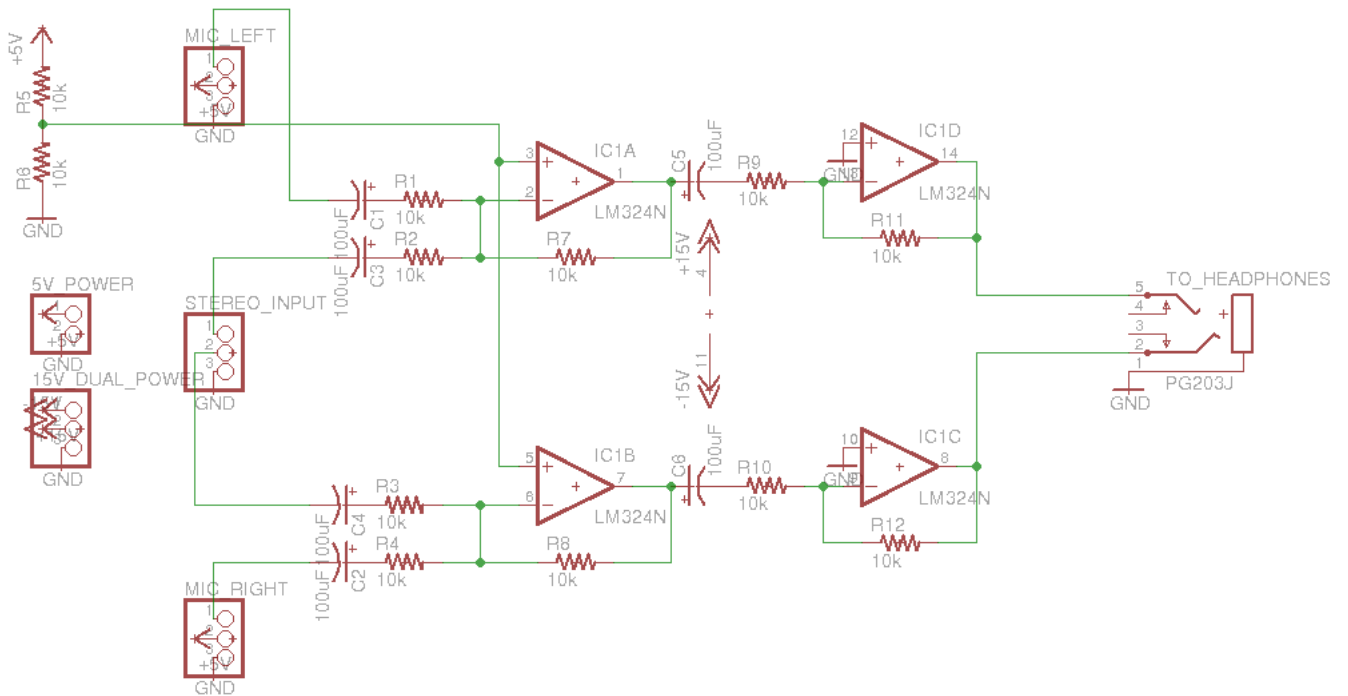 +5V
R5
10k
R6
10k
GND
MIC_LEFT
1
2
3
+5V
GND
5V_POWER
1
2
+5V
GND
15V_DUAL_POWER
2
3
GND
STEREO_INPUT
1
2
3
GND
MIC_RIGHT
1
2
3
+5V
GND
C1
100uF
R1
10k
C3
100uF
R2
10k
C4
100uF
R3
10k
C2
100uF
R4
10k
3
2
1
IC1A
LM324N
R7
10k
5
6
7
IC1B
LM324N
R8
10k
C5
100uF
R9
10k
+15V
4
11
-15V
C6
100uF
R10
10k
12
GND
14
IC1D
LM324N
R11
10k
10
GND
8
IC1C
LM324N
R12
10k
TO_HEADPHONES
5
4
3
2
1
GND
PG203J